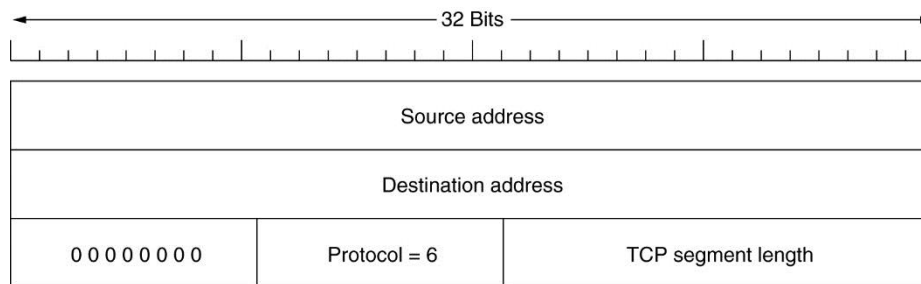 32 Bits
Source address
Destination address
0 0 0 0 0 0 0 0 Protocol = 6 TCP segment length